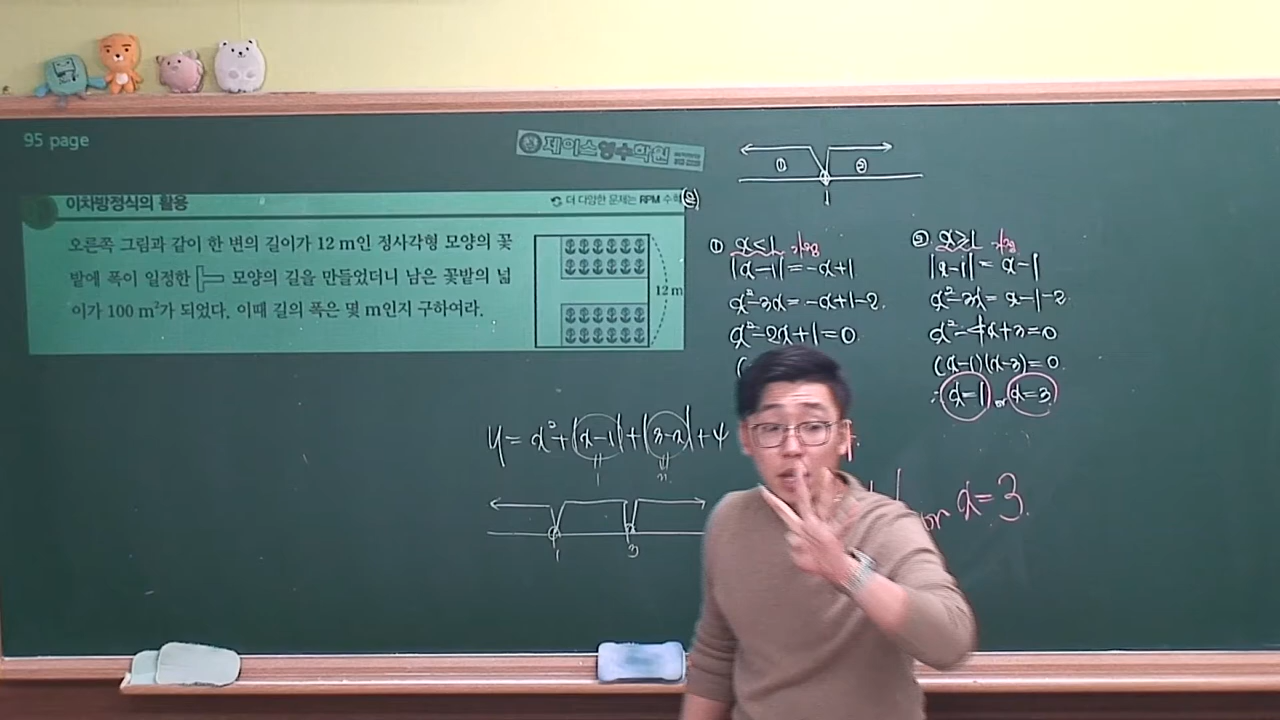 95 page
제이스영수학원
이차방정식의 활용
더 다양한 문제는 RPM 수학
오른쪽 그림과 같이 한 변의 길이가 12 m인 정사각형 모양의 꽃
밭에 폭이 일정한 모양의 길을 만들었더니 남은 꽃밭의 넓
이가 100 m²가 되었다. 이때 길의 폭은 몇 m인지 구하여라.
12 m
① ②
1
① x<1
|x-1|=-x+1
x²-3x=-x+1-2
x²-2x+1=0
(
② x≥1
|x-1|=x-1
x²-3x=x-1-2
x²-4x+3=0
(x-1)(x-3)=0
∴ x=1 or x=3
y=x²+|x-1|+|3-x|+4
1 3
or x=3